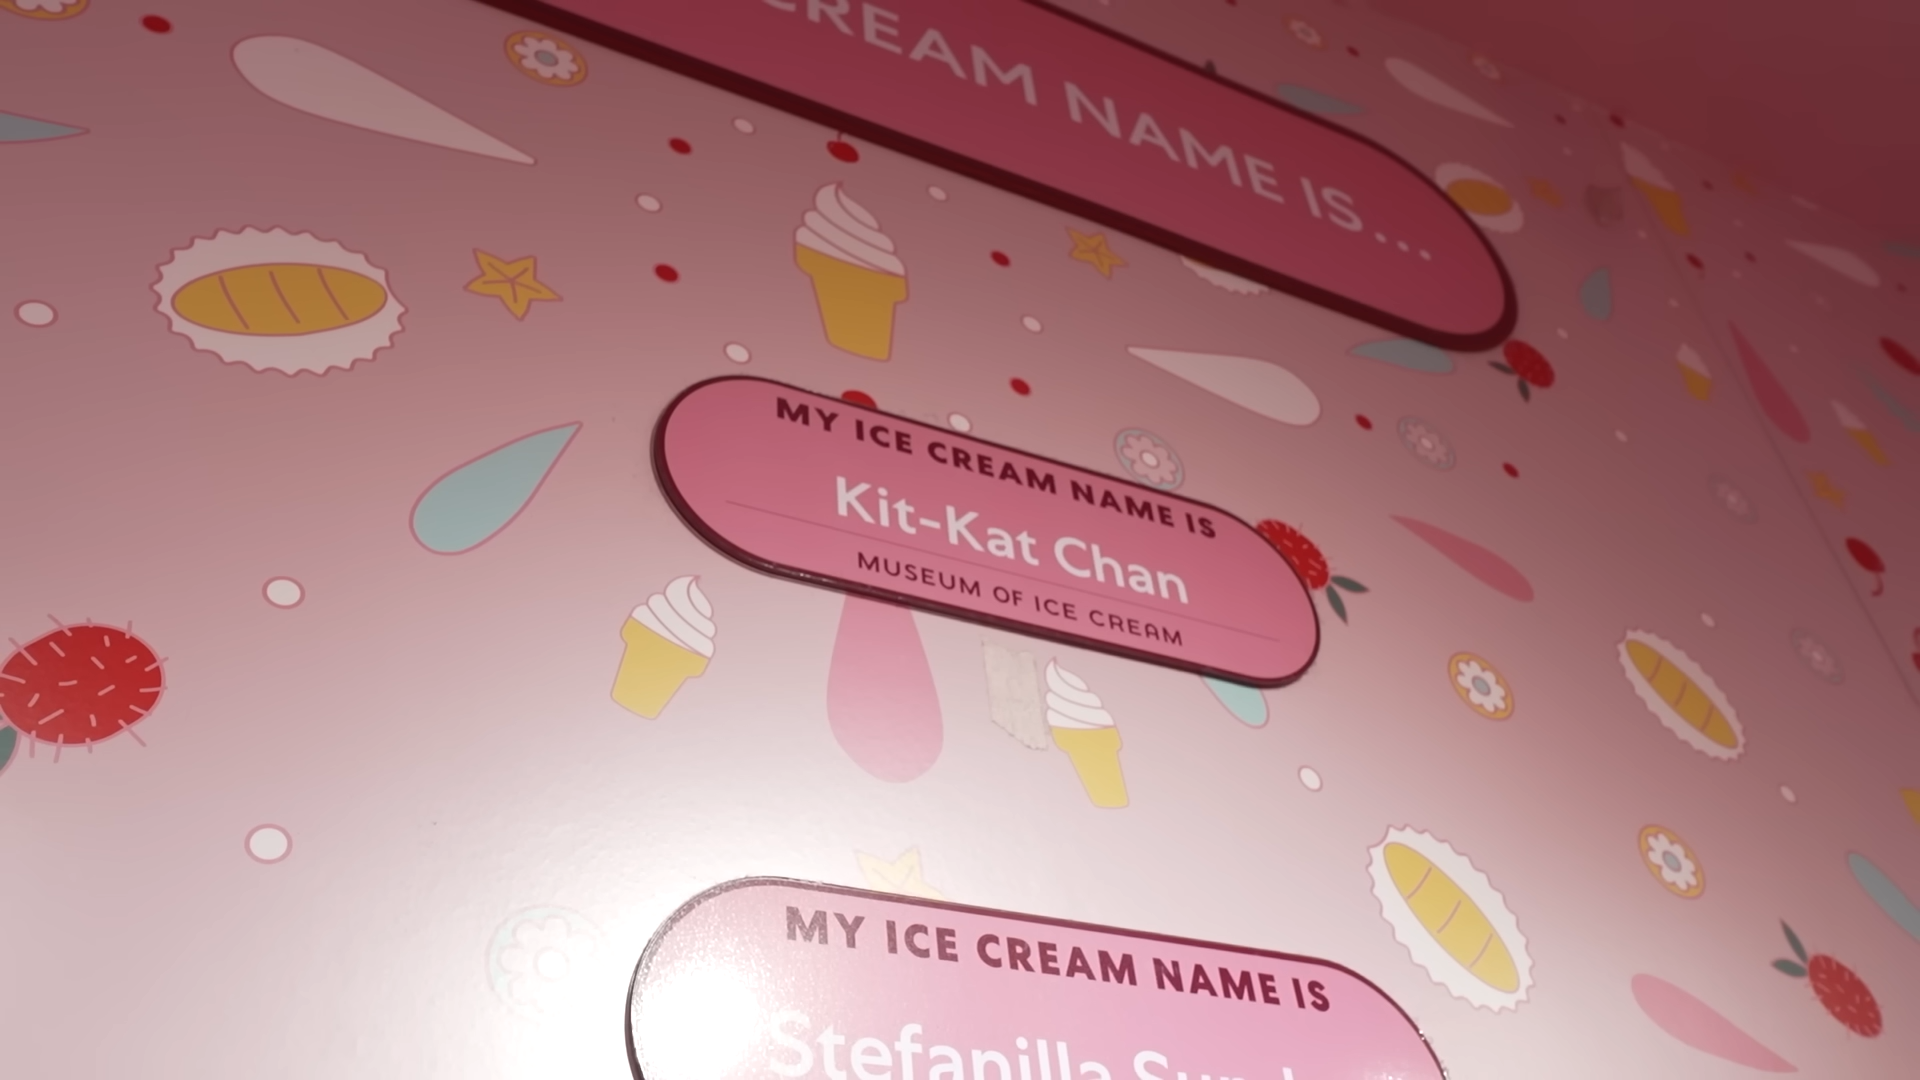 CREAM NAME IS...
MY ICE CREAM NAME IS
Kit-Kat Chan
MUSEUM OF ICE CREAM
MY ICE CREAM NAME IS
Stefanilla